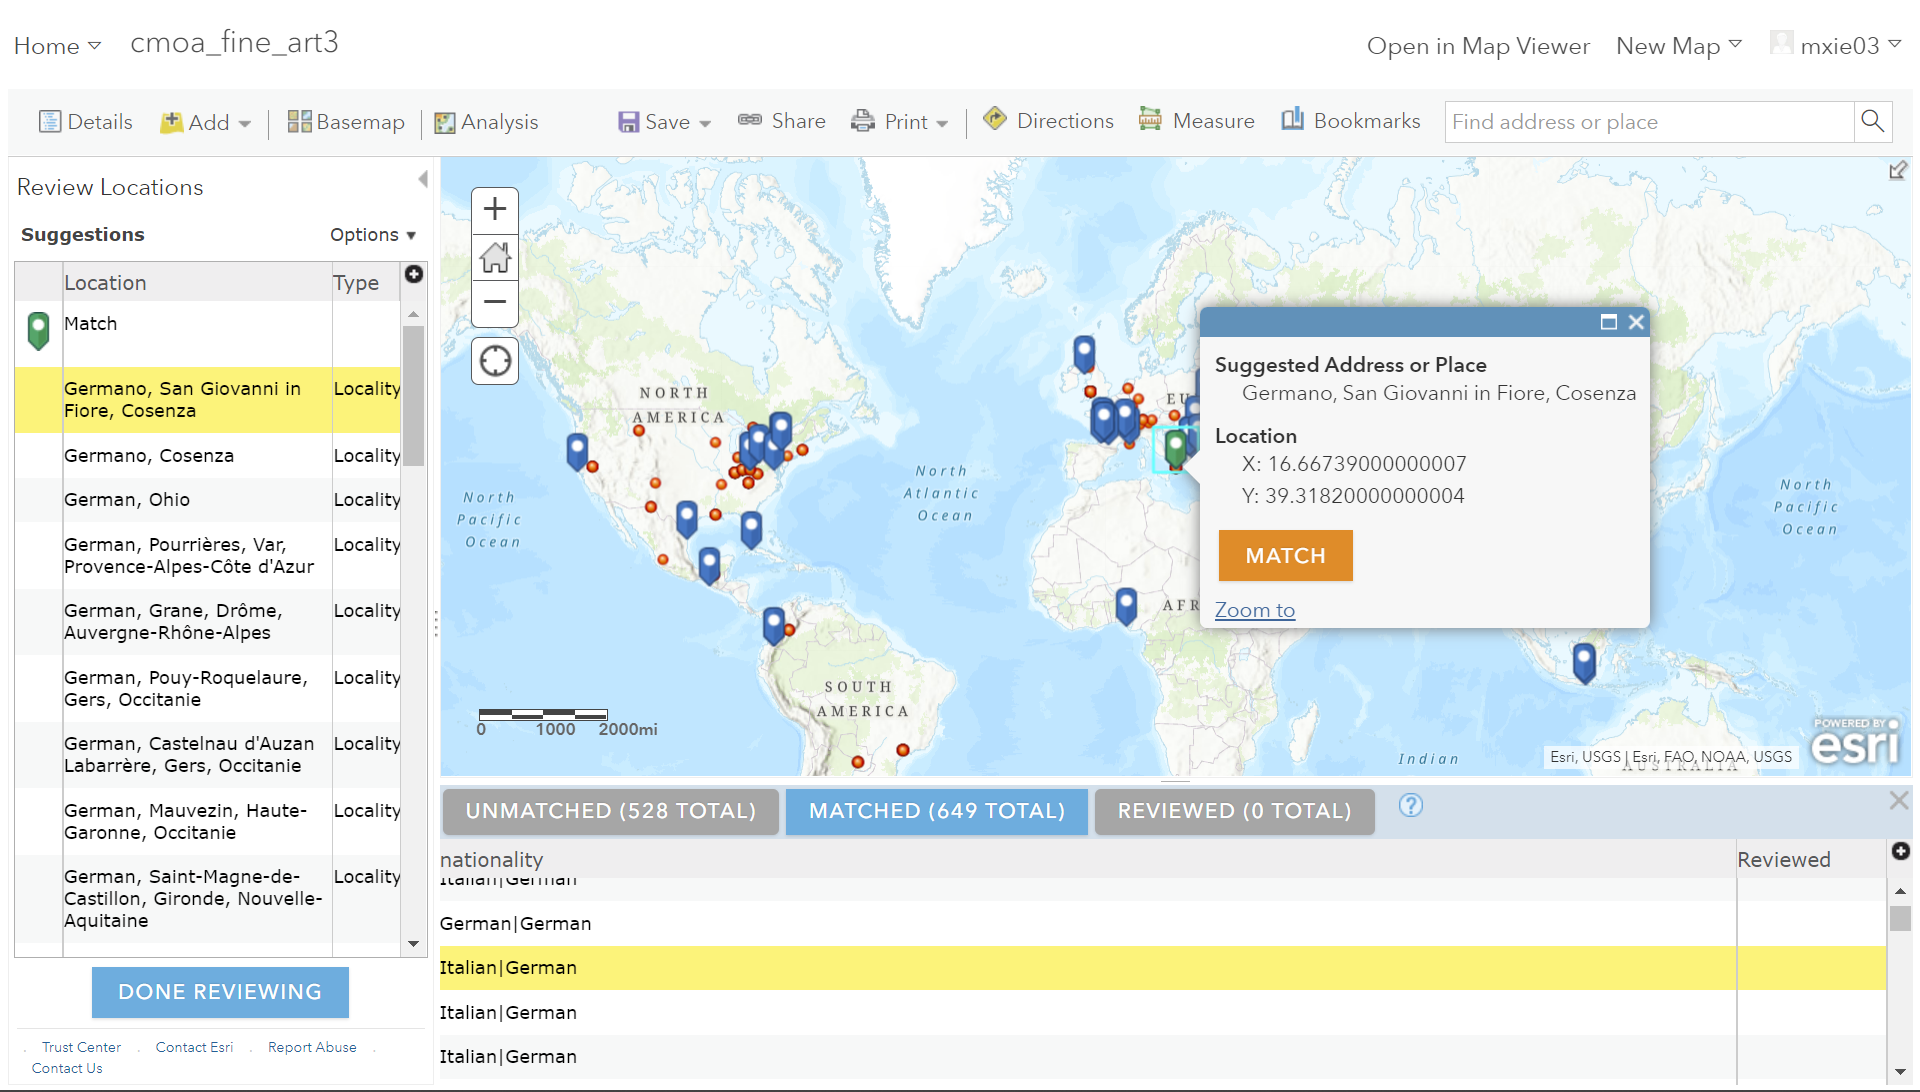 Home
cmoa_fine_art3
Open in Map Viewer
New Map
mxie03
Details
Add
Basemap
Analysis
Save
Share
Print
Directions
Measure
Bookmarks
Find address or place
Review Locations
Suggestions
Options
Location
Type
Match
Germano, San Giovanni in
Fiore, Cosenza
Locality
Germano, Cosenza
Locality
German, Ohio
Locality
German, Pourrières, Var,
Provence-Alpes-Côte d'Azur
Locality
German, Grane, Drôme,
Auvergne-Rhône-Alpes
Locality
German, Pouy-Roquelaure,
Gers, Occitanie
Locality
German, Castelnau d'Auzan
Labarrère, Gers, Occitanie
Locality
German, Mauvezin, Haute-
Garonne, Occitanie
Locality
German, Saint-Magne-de-
Castillon, Gironde, Nouvelle-
Aquitaine
Locality
DONE REVIEWING
Trust Center
Contact Esri
Report Abuse
Contact Us
NORTH
AMERICA
North
Pacific
Ocean
North
Atlantic
Ocean
EU
AFR
SOUTH
AMERICA
North
Pacific
Ocean
Indian
AUSTRALIA
0 1000 2000mi
Suggested Address or Place
Germano, San Giovanni in Fiore, Cosenza
Location
X: 16.66739000000007
Y: 39.31820000000004
MATCH
Zoom to
POWERED BY
esri
Esri, USGS | Esri, FAO, NOAA, USGS
UNMATCHED (528 TOTAL)
MATCHED (649 TOTAL)
REVIEWED (0 TOTAL)
?
nationality
Reviewed
Italian|German
German|German
Italian|German
Italian|German
Italian|German